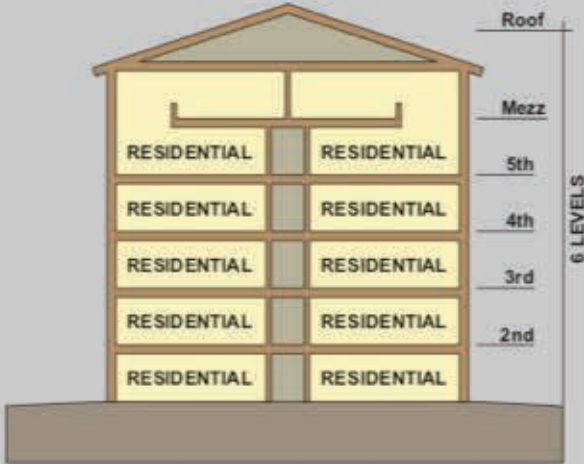 Roof
Mezz
RESIDENTIAL RESIDENTIAL
5th
RESIDENTIAL RESIDENTIAL
4th
RESIDENTIAL RESIDENTIAL
3rd
RESIDENTIAL RESIDENTIAL
2nd
RESIDENTIAL RESIDENTIAL
6 LEVELS